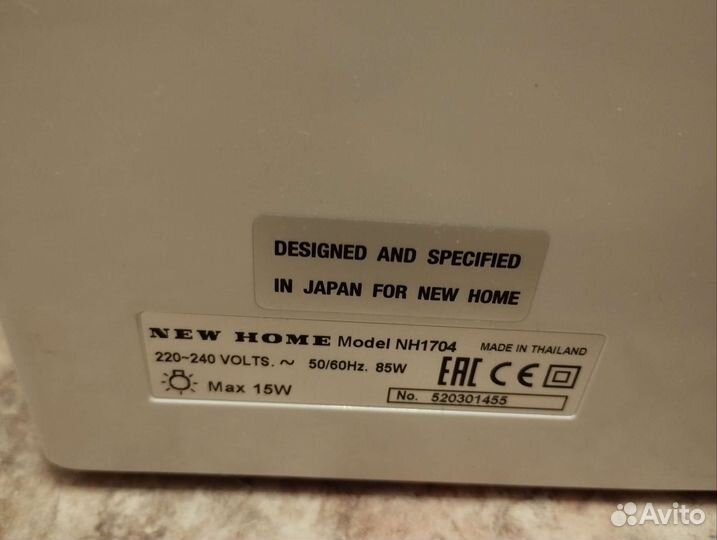 DESIGNED AND SPECIFIED
IN JAPAN FOR NEW HOME
NEW HOME Model NH1704 MADE IN THAILAND
220~240 VOLTS. ~ 50/60Hz. 85W EAC CE
Max 15W
No. 520301455
Avito